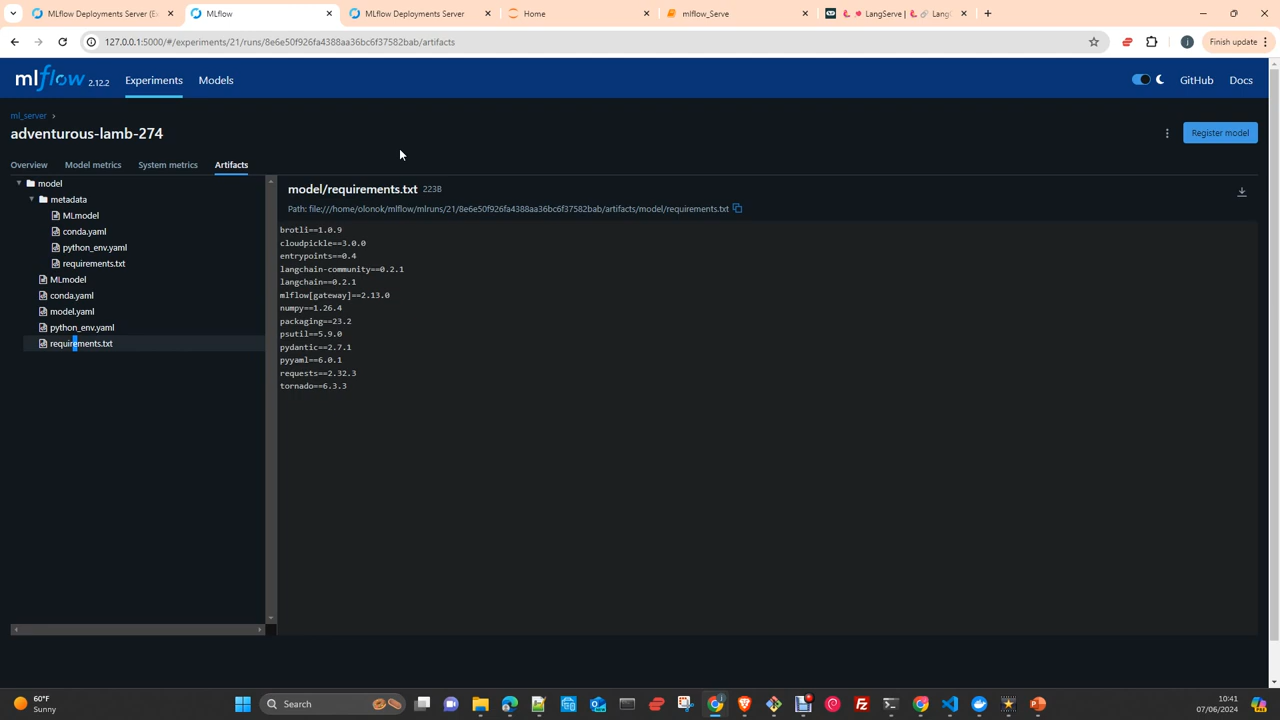 MLflow Deployments Server (E
MLflow
MLflow Deployments Server
Home
mlflow_Serve
LangServe | Lang
127.0.0.1:5000/#/experiments/21/runs/8e6e50f926fa4388aa36bc6f37582bab/artifacts
Finish update
mlflow 2.12.2
Experiments
Models
GitHub
Docs
ml_server
adventurous-lamb-274
Register model
Overview
Model metrics
System metrics
Artifacts
model
metadata
MLmodel
conda.yaml
python_env.yaml
requirements.txt
MLmodel
conda.yaml
model.yaml
python_env.yaml
requirements.txt
model/requirements.txt 223B
Path: file:///home/olonok/mlflow/mlruns/21/8e6e50f926fa4388aa36bc6f37582bab/artifacts/model/requirements.txt
brotli==1.0.9
cloudpickle==3.0.0
entrypoints==0.4
langchain-community==0.2.1
langchain==0.2.1
mlflow[gateway]==2.13.0
numpy==1.26.4
packaging==23.2
psutil==5.9.0
pydantic==2.7.1
pyyaml==6.0.1
requests==2.32.3
tornado==6.3.3
60°F
Sunny
Search
10:41
07/06/2024